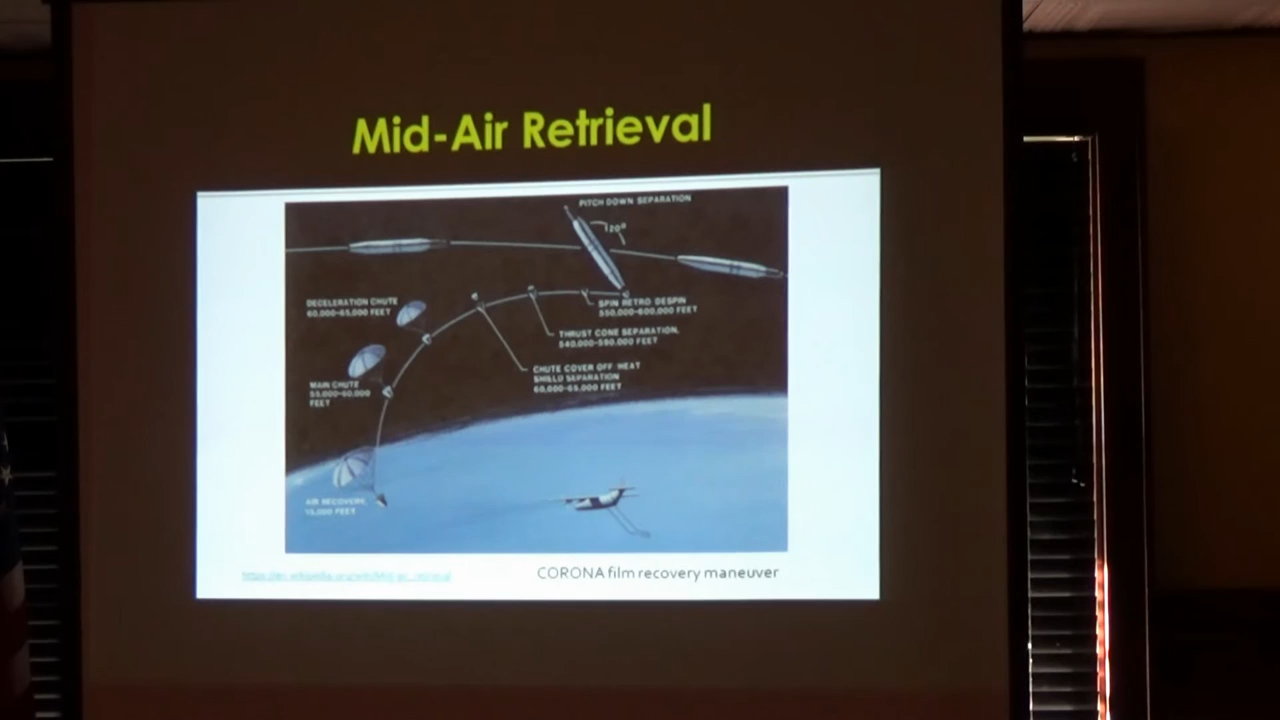 Mid-Air Retrieval
PITCH DOWN SEPARATION
120°
DECELERATION CHUTE
60,000-65,000 FEET
SPIN RETRO DESPIN
550,000-600,000 FEET
THRUST CONE SEPARATION,
540,000-590,000 FEET
CHUTE COVER OFF HEAT
SHIELD SEPARATION
60,000-65,000 FEET
MAIN CHUTE
55,000-60,000
FEET
AIR RECOVERY,
15,000 FEET
CORONA film recovery maneuver